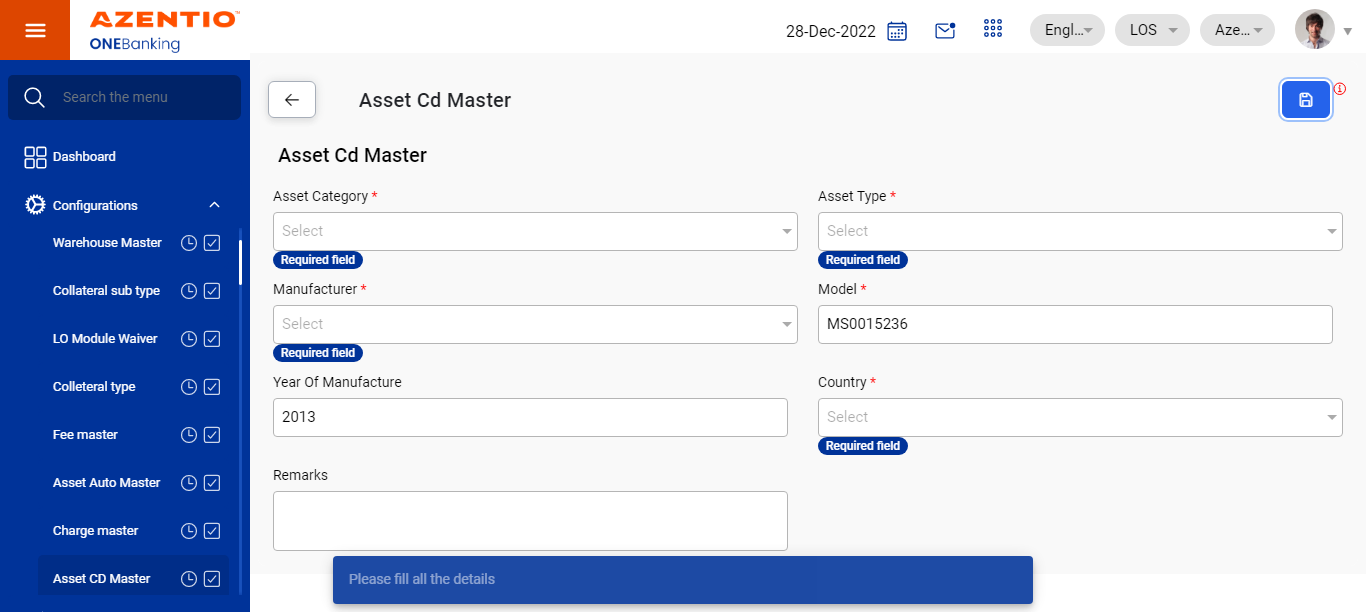 AZENTIO™
ONEBanking
28-Dec-2022
Engl...
LOS
Aze...
Search the menu
Dashboard
Configurations
Warehouse Master
Collateral sub type
LO Module Waiver
Colleteral type
Fee master
Asset Auto Master
Charge master
Asset CD Master
Asset Cd Master
Asset Cd Master
Asset Category *
Select
Required field
Asset Type *
Select
Required field
Manufacturer *
Select
Required field
Model *
MS0015236
Year Of Manufacture
2013
Country *
Select
Required field
Remarks
Please fill all the details